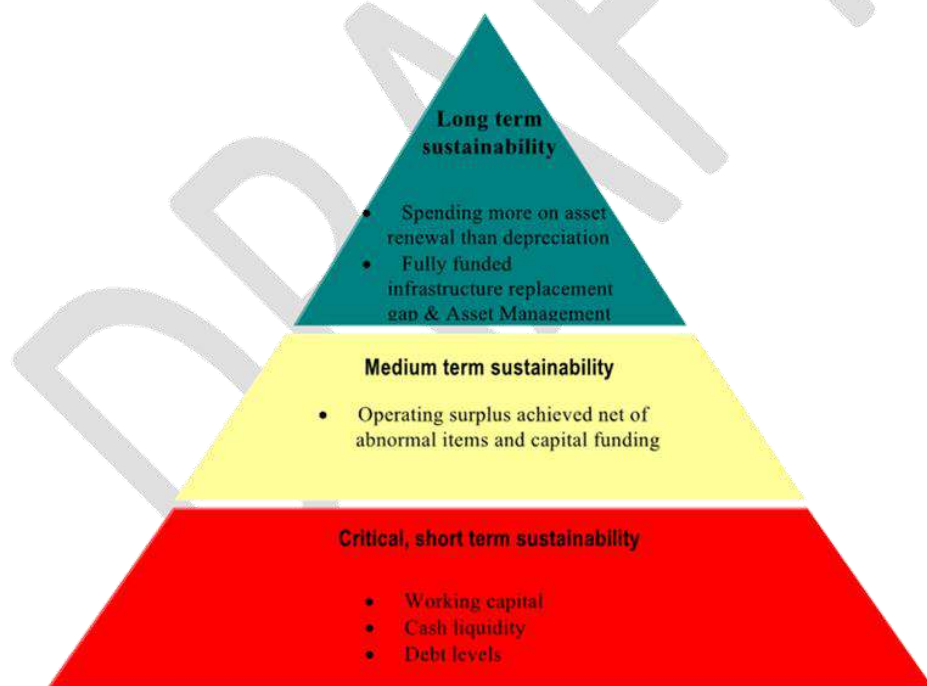 DRAFT
Long term
sustainability
• Spending more on asset
renewal than depreciation
• Fully funded
infrastructure replacement
gap & Asset Management
Medium term sustainability
• Operating surplus achieved net of
abnormal items and capital funding
Critical, short term sustainability
• Working capital
• Cash liquidity
• Debt levels